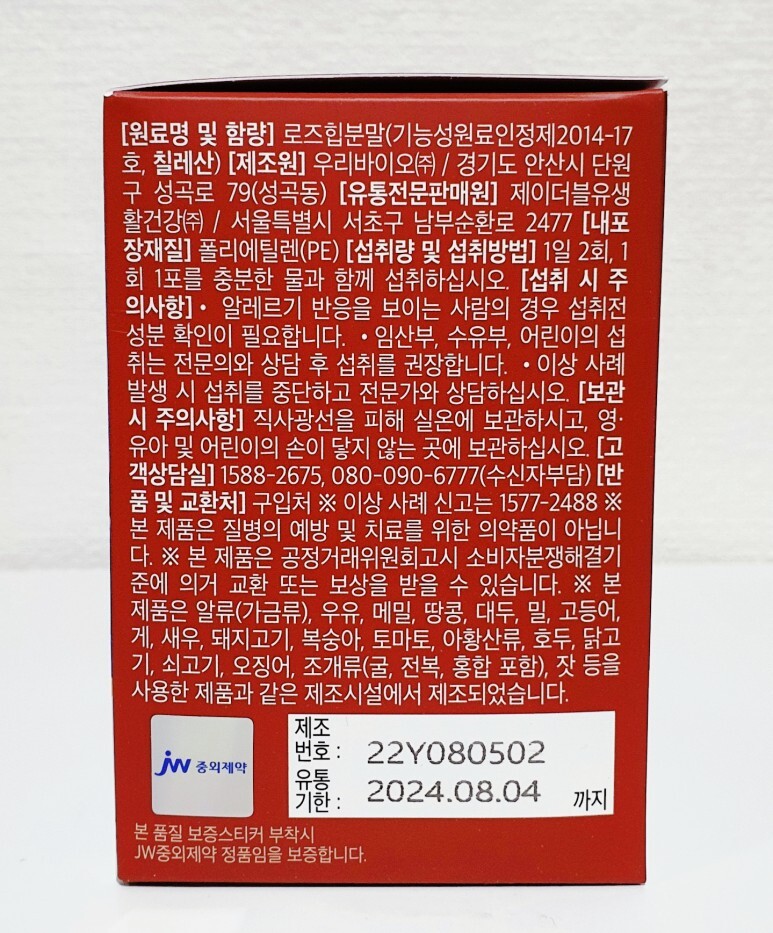 [원료명 및 함량] 로즈힙분말(기능성원료인정제2014-17
호, 칠레산) [제조원] 우리바이오㈜ / 경기도 안산시 단원
구 성곡로 79(성곡동) [유통전문판매원] 제이더블유생
활건강㈜ / 서울특별시 서초구 남부순환로 2477 [내포
장재질] 폴리에틸렌(PE) [섭취량 및 섭취방법] 1일 2회, 1
회 1포를 충분한 물과 함께 섭취하십시오. [섭취 시 주
의사항] • 알레르기 반응을 보이는 사람의 경우 섭취전
성분 확인이 필요합니다. • 임산부, 수유부, 어린이의 섭
취는 전문의와 상담 후 섭취를 권장합니다. • 이상 사례
발생 시 섭취를 중단하고 전문가와 상담하십시오. [보관
시 주의사항] 직사광선을 피해 실온에 보관하시고, 영·
유아 및 어린이의 손이 닿지 않는 곳에 보관하십시오. [고
객상담실] 1588-2675, 080-090-6777(수신자부담) [반
품 및 교환처] 구입처 ※ 이상 사례 신고는 1577-2488 ※
본 제품은 질병의 예방 및 치료를 위한 의약품이 아닙니
다. ※ 본 제품은 공정거래위원회고시 소비자분쟁해결기
준에 의거 교환 또는 보상을 받을 수 있습니다. ※ 본
제품은 알류(가금류), 우유, 메밀, 땅콩, 대두, 밀, 고등어,
게, 새우, 돼지고기, 복숭아, 토마토, 아황산류, 호두, 닭고
기, 쇠고기, 오징어, 조개류(굴, 전복, 홍합 포함), 잣 등을
사용한 제품과 같은 제조시설에서 제조되었습니다.
JW 중외제약
제조
번호 : 22Y080502
유통
기한 : 2024.08.04 까지
본 품질 보증스티커 부착시
JW중외제약 정품임을 보증합니다.